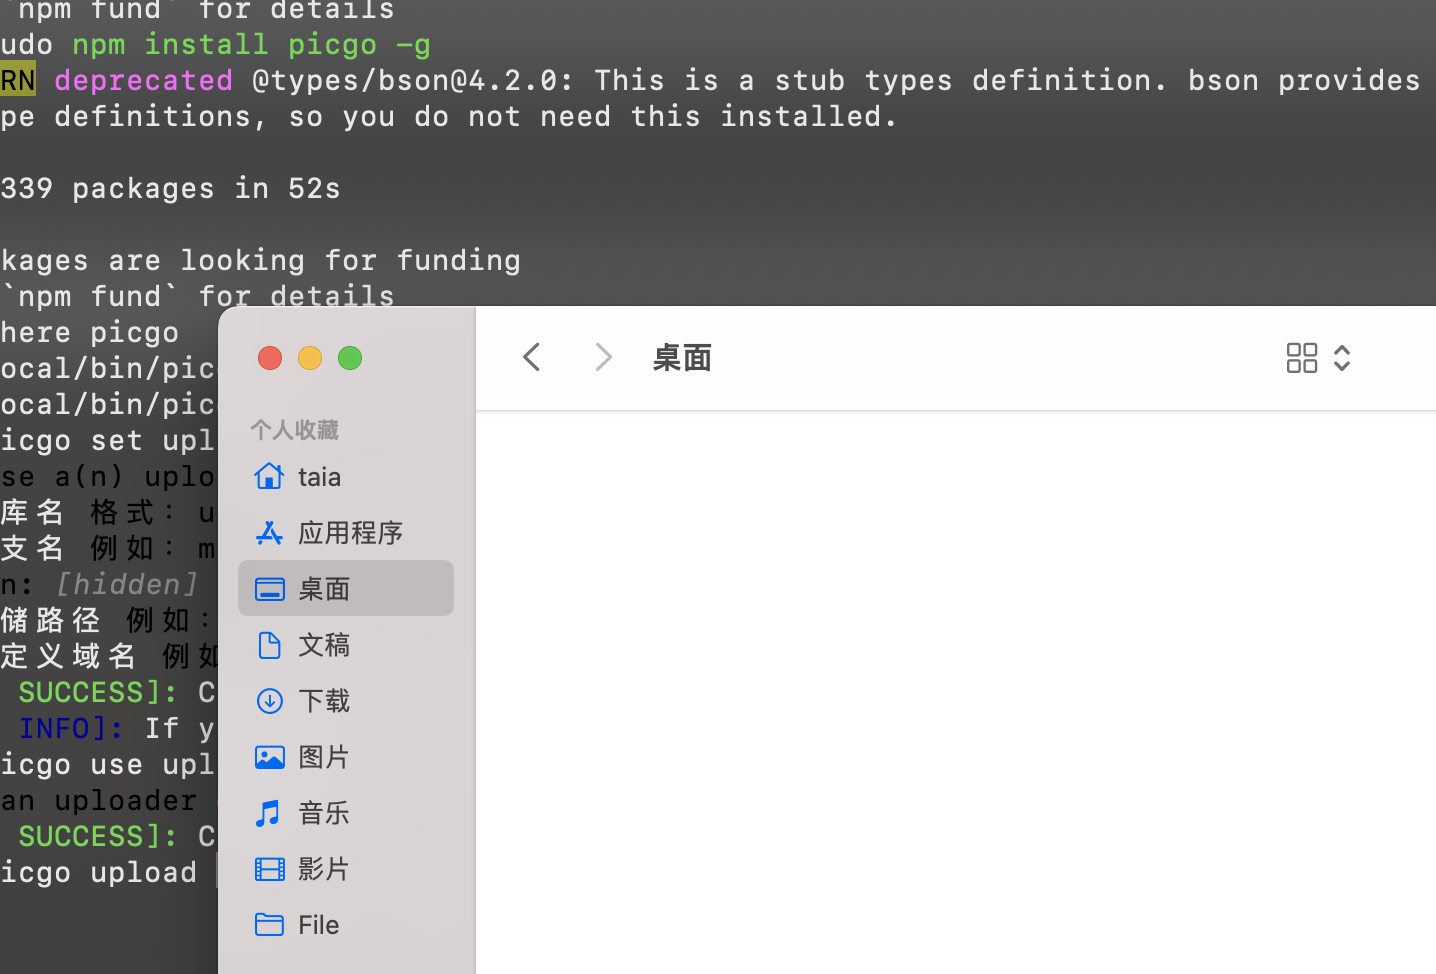 `npm fund` for details
udo npm install picgo -g
RN deprecated @types/bson@4.2.0: This is a stub types definition. bson provides
pe definitions, so you do not need this installed.
339 packages in 52s
kages are looking for funding
`npm fund` for details
here picgo
ocal/bin/picg
ocal/bin/picg
icgo set upl
se a(n) uplo
库名 格式：u
支名 例如：m
n: [hidden]
储路径 例如：
定义域名 例如
SUCCESS]: C
INFO]: If y
icgo use upl
an uploader
SUCCESS]: C
icgo upload
桌面
个人收藏
taia
应用程序
桌面
文稿
下载
图片
音乐
影片
File